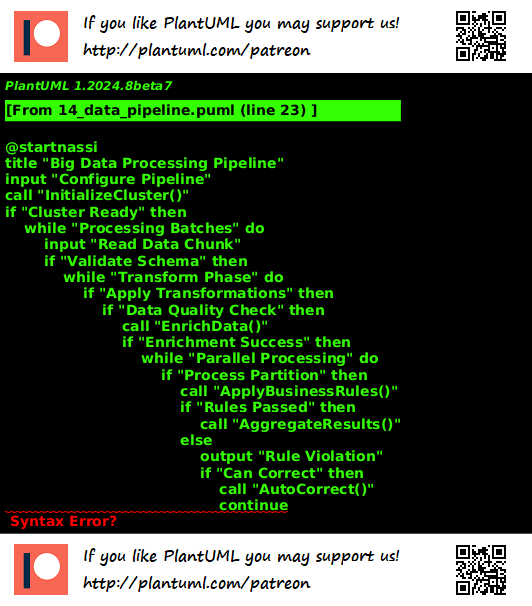 If you like PlantUML you may support us!
http://plantuml.com/patreon
PlantUML 1.2024.8beta7
[From 14_data_pipeline.puml (line 23) ]
@startnassi
title "Big Data Processing Pipeline"
input "Configure Pipeline"
call "InitializeCluster()"
if "Cluster Ready" then
    while "Processing Batches" do
        input "Read Data Chunk"
        if "Validate Schema" then
            while "Transform Phase" do
                if "Apply Transformations" then
                    if "Data Quality Check" then
                        call "EnrichData()"
                        if "Enrichment Success" then
                            while "Parallel Processing" do
                                if "Process Partition" then
                                    call "ApplyBusinessRules()"
                                    if "Rules Passed" then
                                        call "AggregateResults()"
                                    else
                                        output "Rule Violation"
                                        if "Can Correct" then
                                            call "AutoCorrect()"
                                            continue
Syntax Error?
If you like PlantUML you may support us!
http://plantuml.com/patreon